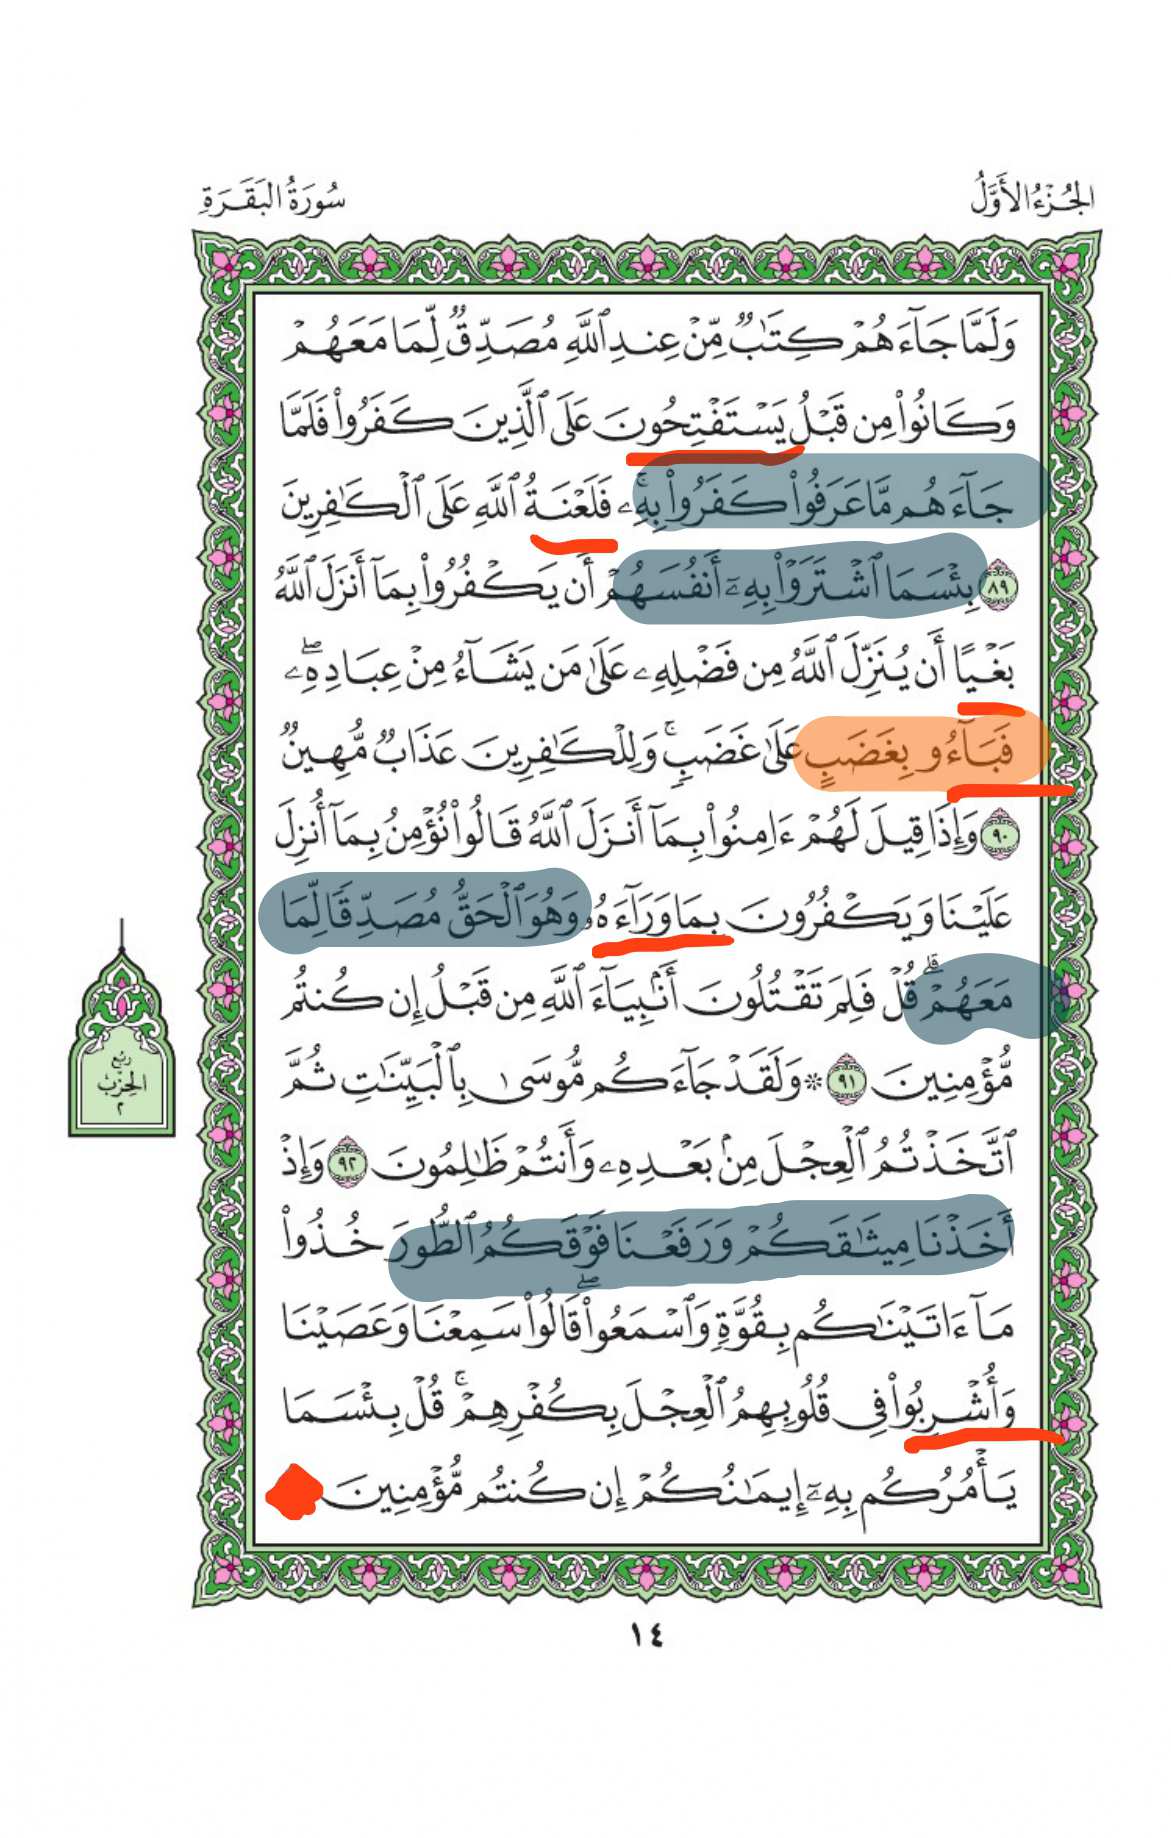 الجُزْءُ الأَوَّلُ
سُورَةُ البَقَرَةِ
وَلَمَّا جَآءَهُمْ كِتَٰبٌ مِّنْ عِندِ ٱللَّهِ مُصَدِّقٌ لِّمَا مَعَهُمْ
وَكَانُوا۟ مِن قَبْلُ يَسْتَفْتِحُونَ عَلَى ٱلَّذِينَ كَفَرُوا۟ فَلَمَّا
جَآءَهُم مَّا عَرَفُوا۟ كَفَرُوا۟ بِهِۦۚ فَلَعْنَةُ ٱللَّهِ عَلَى ٱلْكَٰفِرِينَ
٨٩ بِئْسَمَا ٱشْتَرَوْا۟ بِهِۦٓ أَنفُسَهُمْ أَن يَكْفُرُوا۟ بِمَآ أَنزَلَ ٱللَّهُ
بَغْيًا أَن يُنَزِّلَ ٱللَّهُ مِن فَضْلِهِۦ عَلَىٰ مَن يَشَآءُ مِنْ عِبَادِهِۦۖ
فَبَآءُو بِغَضَبٍ عَلَىٰ غَضَبٍۚ وَلِلْكَٰفِرِينَ عَذَابٌ مُّهِينٌ
٩٠ وَإِذَا قِيلَ لَهُمْ ءَامِنُوا۟ بِمَآ أَنزَلَ ٱللَّهُ قَالُوا۟ نُؤْمِنُ بِمَآ أُنزِلَ
عَلَيْنَا وَيَكْفُرُونَ بِمَا وَرَآءَهُۥ وَهُوَ ٱلْحَقُّ مُصَدِّقًا لِّمَا
مَعَهُمْۗ قُلْ فَلِمَ تَقْتُلُونَ أَنۢبِيَآءَ ٱللَّهِ مِن قَبْلُ إِن كُنتُم
مُّؤْمِنِينَ ٩١ ۞ وَلَقَدْ جَآءَكُم مُّوسَىٰ بِٱلْبَيِّنَٰتِ ثُمَّ
ٱتَّخَذْتُمُ ٱلْعِجْلَ مِنۢ بَعْدِهِۦ وَأَنتُمْ ظَٰلِمُونَ ٩٢ وَإِذْ
أَخَذْنَا مِيثَٰقَكُمْ وَرَفَعْنَا فَوْقَكُمُ ٱلطُّورَ خُذُوا۟
مَآ ءَاتَيْنَٰكُم بِقُوَّةٍ وَٱسْمَعُوا۟ۖ قَالُوا۟ سَمِعْنَا وَعَصَيْنَا
وَأُشْرِبُوا۟ فِى قُلُوبِهِمُ ٱلْعِجْلَ بِكُفْرِهِمْۚ قُلْ بِئْسَمَا
يَأْمُرُكُم بِهِۦٓ إِيمَٰنُكُمْ إِن كُنتُم مُّؤْمِنِينَ
رُبْع
الحِزْب
٢
١٤